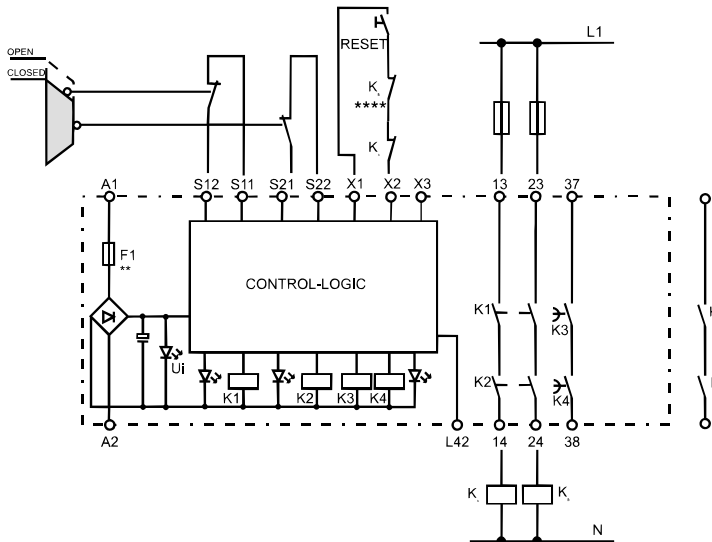 L1
OPEN
CLOSED
RESET
K
****
K
A1
S12
S11
S21
S22
X1
X2
X3
13
23
37
F1
**
CONTROL-LOGIC
K1
K3
Ui
K1
K2
K3
K4
K2
K4
A2
L42
14
24
38
K
K
N